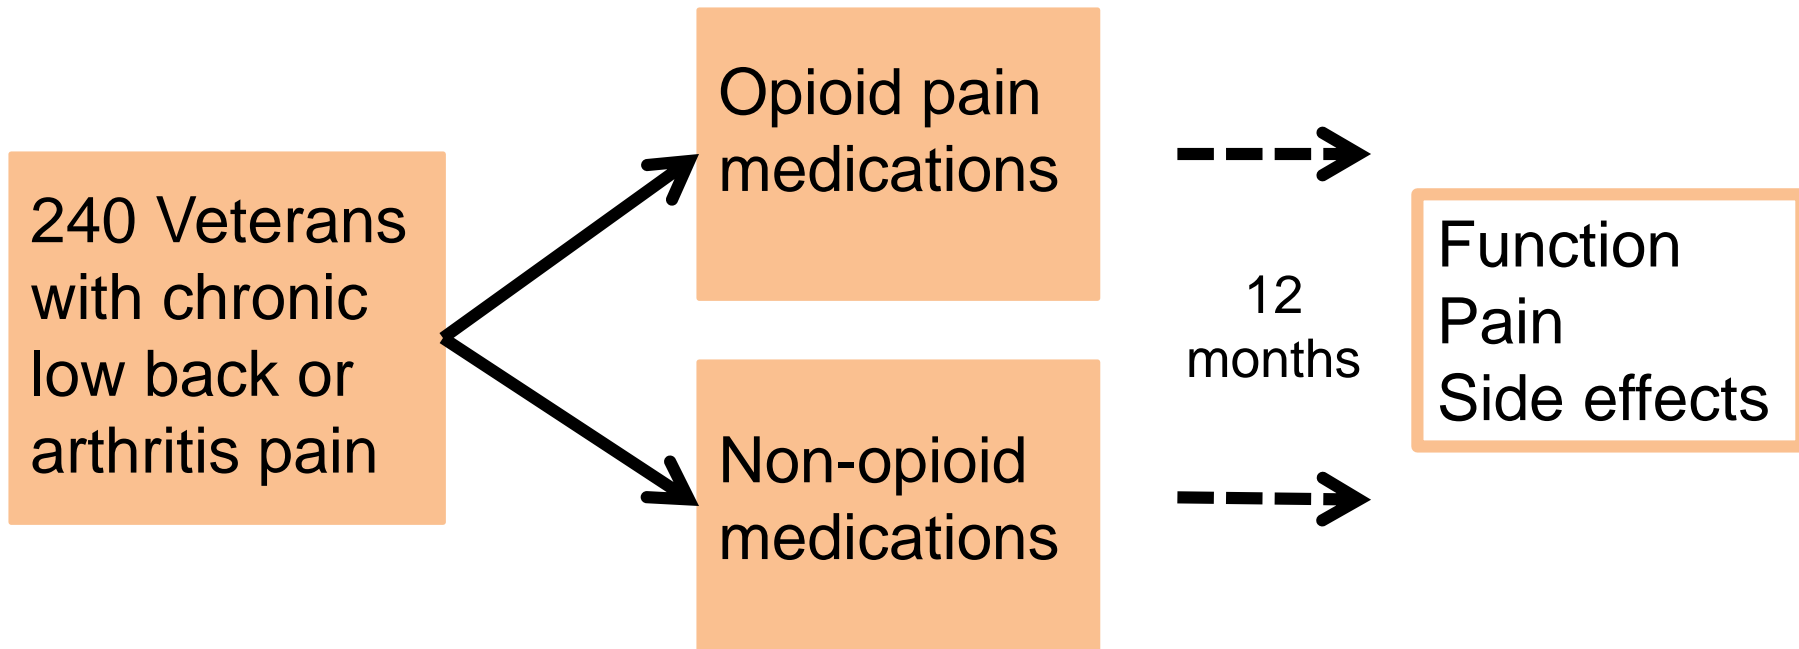 240 Veterans
with chronic
low back or
arthritis pain
Opioid pain
medications
Non-opioid
medications
12
months
Function
Pain
Side effects